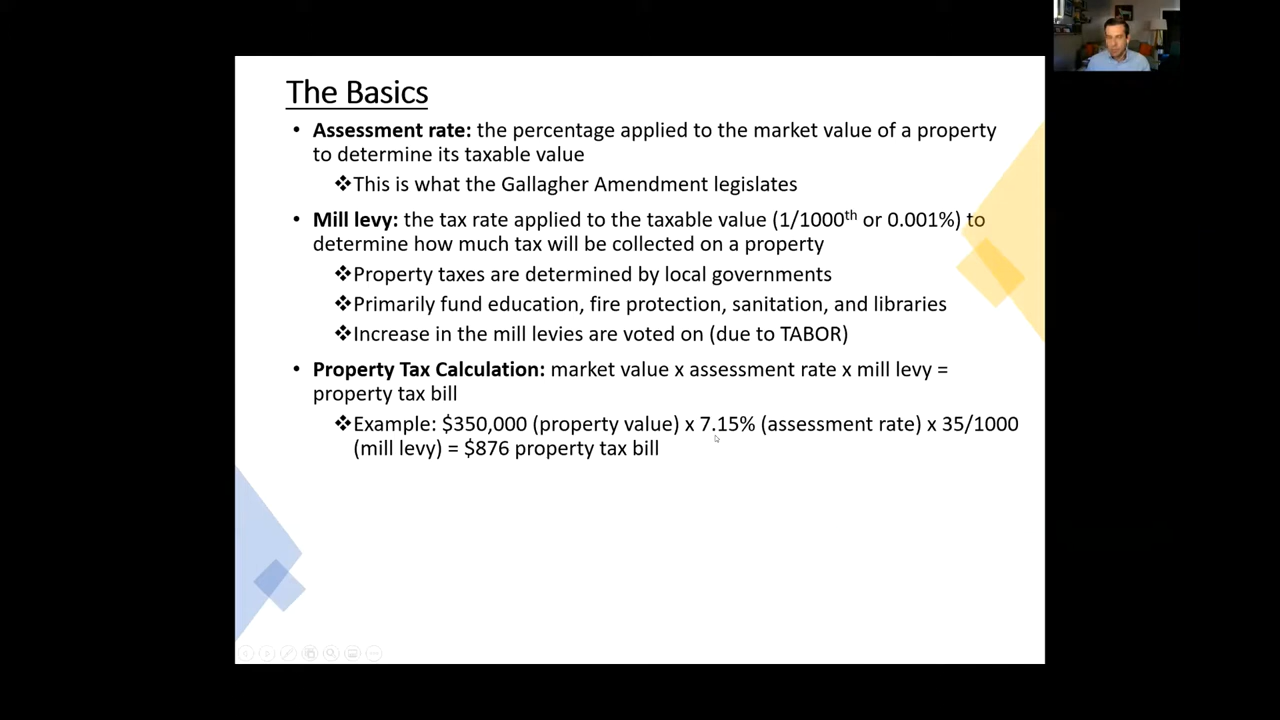 The Basics
• Assessment rate: the percentage applied to the market value of a property
to determine its taxable value
❖This is what the Gallagher Amendment legislates
• Mill levy: the tax rate applied to the taxable value (1/1000th or 0.001%) to
determine how much tax will be collected on a property
❖Property taxes are determined by local governments
❖Primarily fund education, fire protection, sanitation, and libraries
❖Increase in the mill levies are voted on (due to TABOR)
• Property Tax Calculation: market value x assessment rate x mill levy =
property tax bill
❖Example: $350,000 (property value) x 7.15% (assessment rate) x 35/1000
(mill levy) = $876 property tax bill